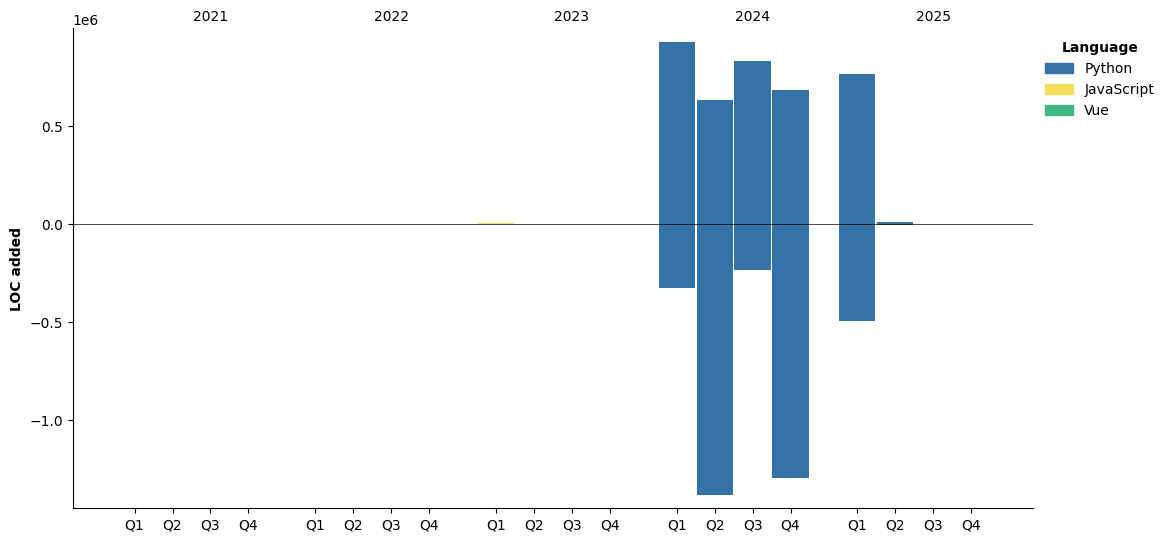 1e6
2021 2022 2023 2024 2025
Language
Python
JavaScript
Vue
LOC added
0.5
0.0
−0.5
−1.0
Q1 Q2 Q3 Q4 Q1 Q2 Q3 Q4 Q1 Q2 Q3 Q4 Q1 Q2 Q3 Q4 Q1 Q2 Q3 Q4